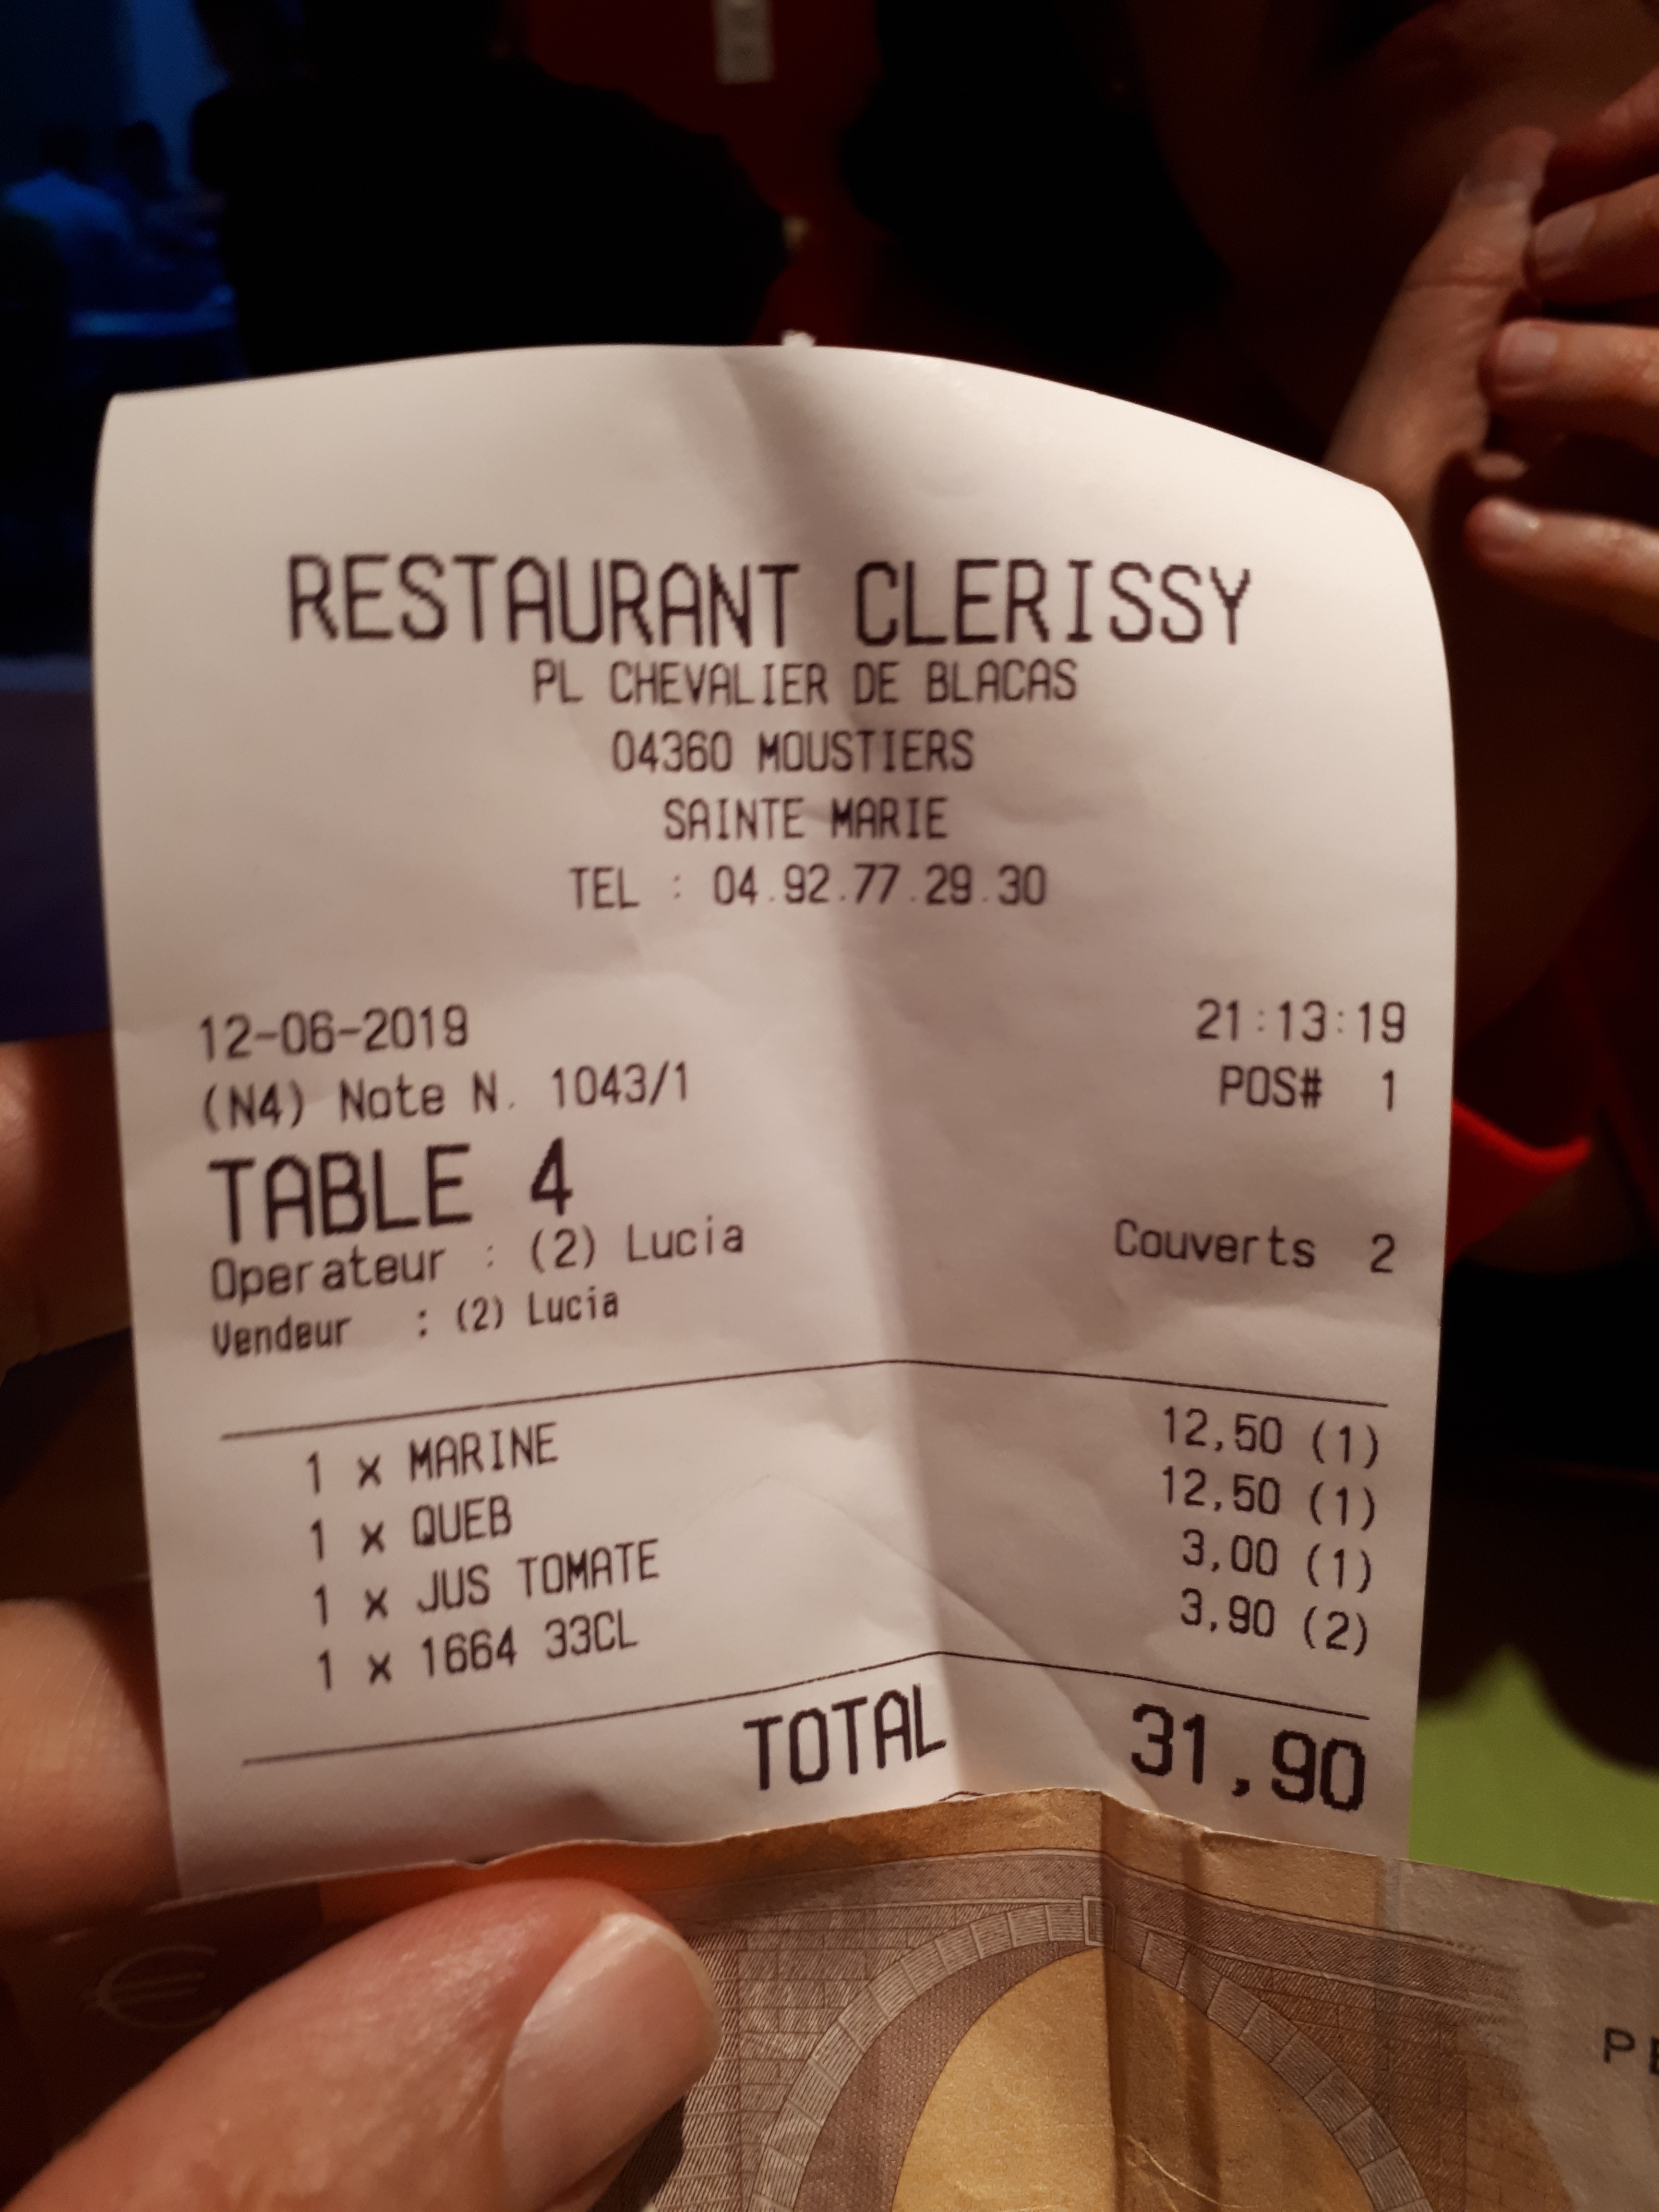 RESTAURANT CLERISSY
PL CHEVALIER DE BLACAS
04360 MOUSTIERS
SAINTE MARIE
TEL : 04.92.77.29.30
12-06-2019 21:13:19
(N4) Note N. 1043/1 POS# 1
TABLE 4
Operateur : (2) Lucia Couverts 2
Vendeur : (2) Lucia
1 x MARINE 12,50 (1)
1 x QUEB 12,50 (1)
1 x JUS TOMATE 3,00 (1)
1 x 1664 33CL 3,90 (2)
TOTAL 31,90
€